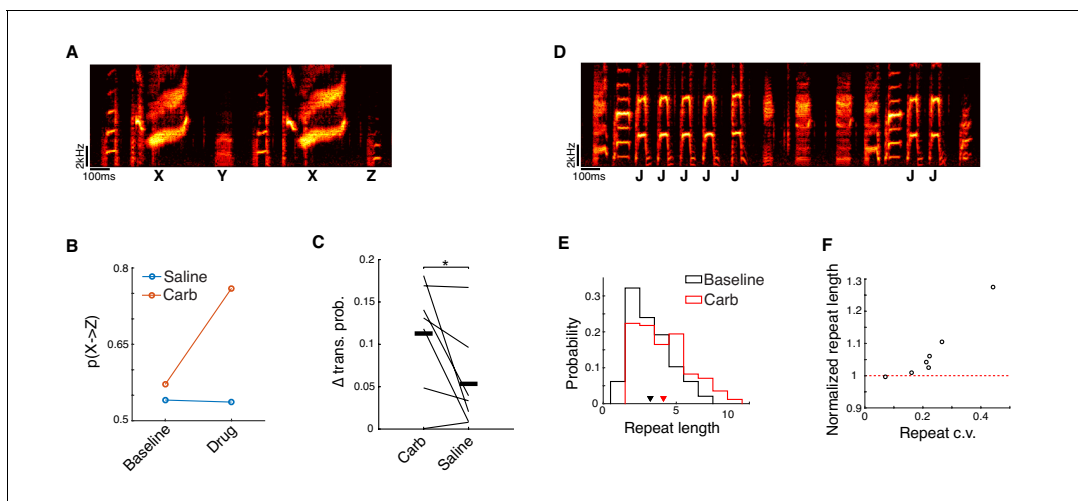 A
2kHz
100ms
X Y X Z
D
2kHz
100ms
J J J J J J J
B
Saline
Carb
0.8
0.65
0.5
p(X->Z)
Baseline
Drug
C
*
0.2
0.15
0.1
0.05
0
Δ trans. prob.
Carb
Saline
E
Baseline
Carb
0.3
0.2
0.1
0
Probability
0 5 10
Repeat length
F
1.3
1.2
1.1
1
0.9
Normalized repeat length
0 0.2 0.4
Repeat c.v.